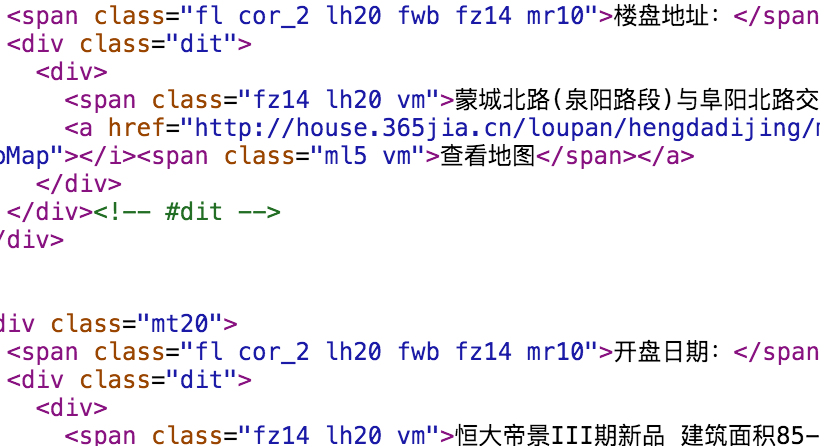 <span class="fl cor_2 lh20 fwb fz14 mr10">楼盘地址：</span
<div class="dit">
<div>
<span class="fz14 lh20 vm">蒙城北路(泉阳路段)与阜阳北路交
<a href="http://house.365jia.cn/loupan/hengdadijing/m
oMap"></i><span class="ml5 vm">查看地图</span></a>
</div>
</div><!-- #dit -->
/div>
div class="mt20">
<span class="fl cor_2 lh20 fwb fz14 mr10">开盘日期：</span
<div class="dit">
<div>
<span class="fz14 lh20 vm">恒大帝景III期新品 建筑面积85-